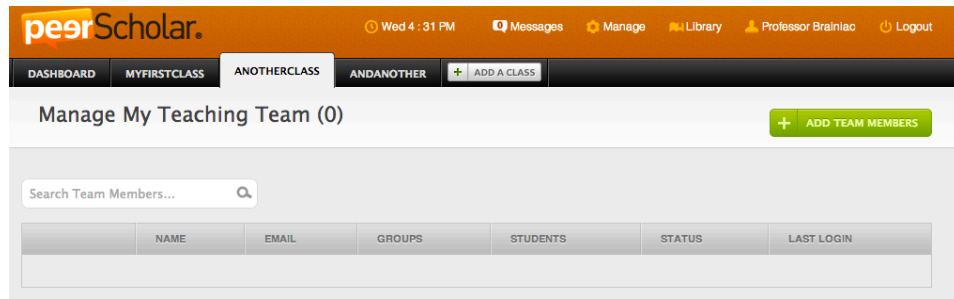 peerScholar. Wed 4 : 31 PM 0 Messages Manage Library Professor Brainiac Logout
DASHBOARD MYFIRSTCLASS ANOTHERCLASS ANDANOTHER + ADD A CLASS
Manage My Teaching Team (0) + ADD TEAM MEMBERS
Search Team Members...
NAME EMAIL GROUPS STUDENTS STATUS LAST LOGIN